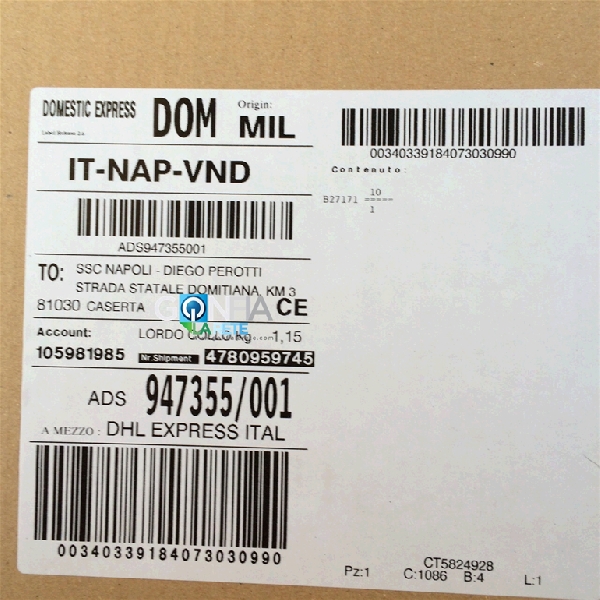 DOMESTIC EXPRESS
DOM
Origin:
MIL
IT-NAP-VND
ADS947355001
TO: SSC NAPOLI - DIEGO PEROTTI
STRADA STATALE DOMITIANA, KM 3
81030 CASERTA CE
Account: LORDO COLLO Kg 1,15
105981985 Nr.Shipment 4780959745
ADS 947355/001
A MEZZO : DHL EXPRESS ITAL
00340339184073030990
00340339184073030990
Contenuto:
B27171 10
1
CT5824928
Pz:1 C:1086 B:4 L:1